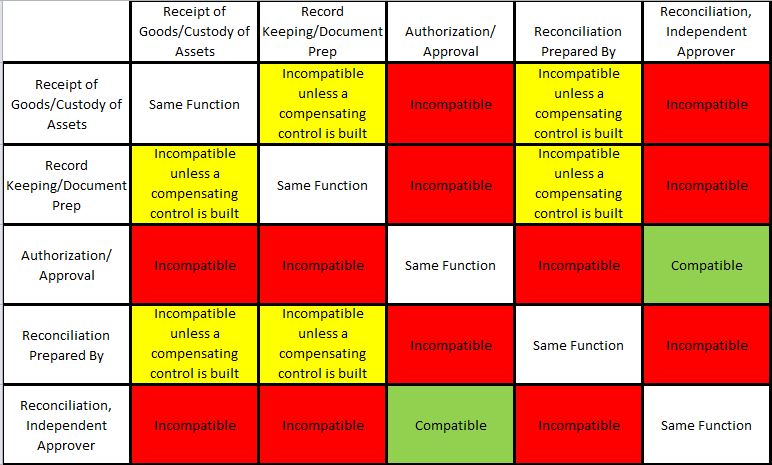 Receipt of
Goods/Custody of
Assets
Record
Keeping/Document
Prep
Authorization/
Approval
Reconciliation
Prepared By
Reconciliation,
Independent
Approver
Receipt of
Goods/Custody of
Assets
Same Function
Incompatible
unless a
compensating
control is built
Incompatible
Incompatible
unless a
compensating
control is built
Incompatible
Record
Keeping/Document
Prep
Incompatible
unless a
compensating
control is built
Same Function
Incompatible
Incompatible
unless a
compensating
control is built
Incompatible
Authorization/
Approval
Incompatible
Incompatible
Same Function
Incompatible
Compatible
Reconciliation
Prepared By
Incompatible
unless a
compensating
control is built
Incompatible
unless a
compensating
control is built
Incompatible
Same Function
Incompatible
Reconciliation,
Independent
Approver
Incompatible
Incompatible
Compatible
Incompatible
Same Function